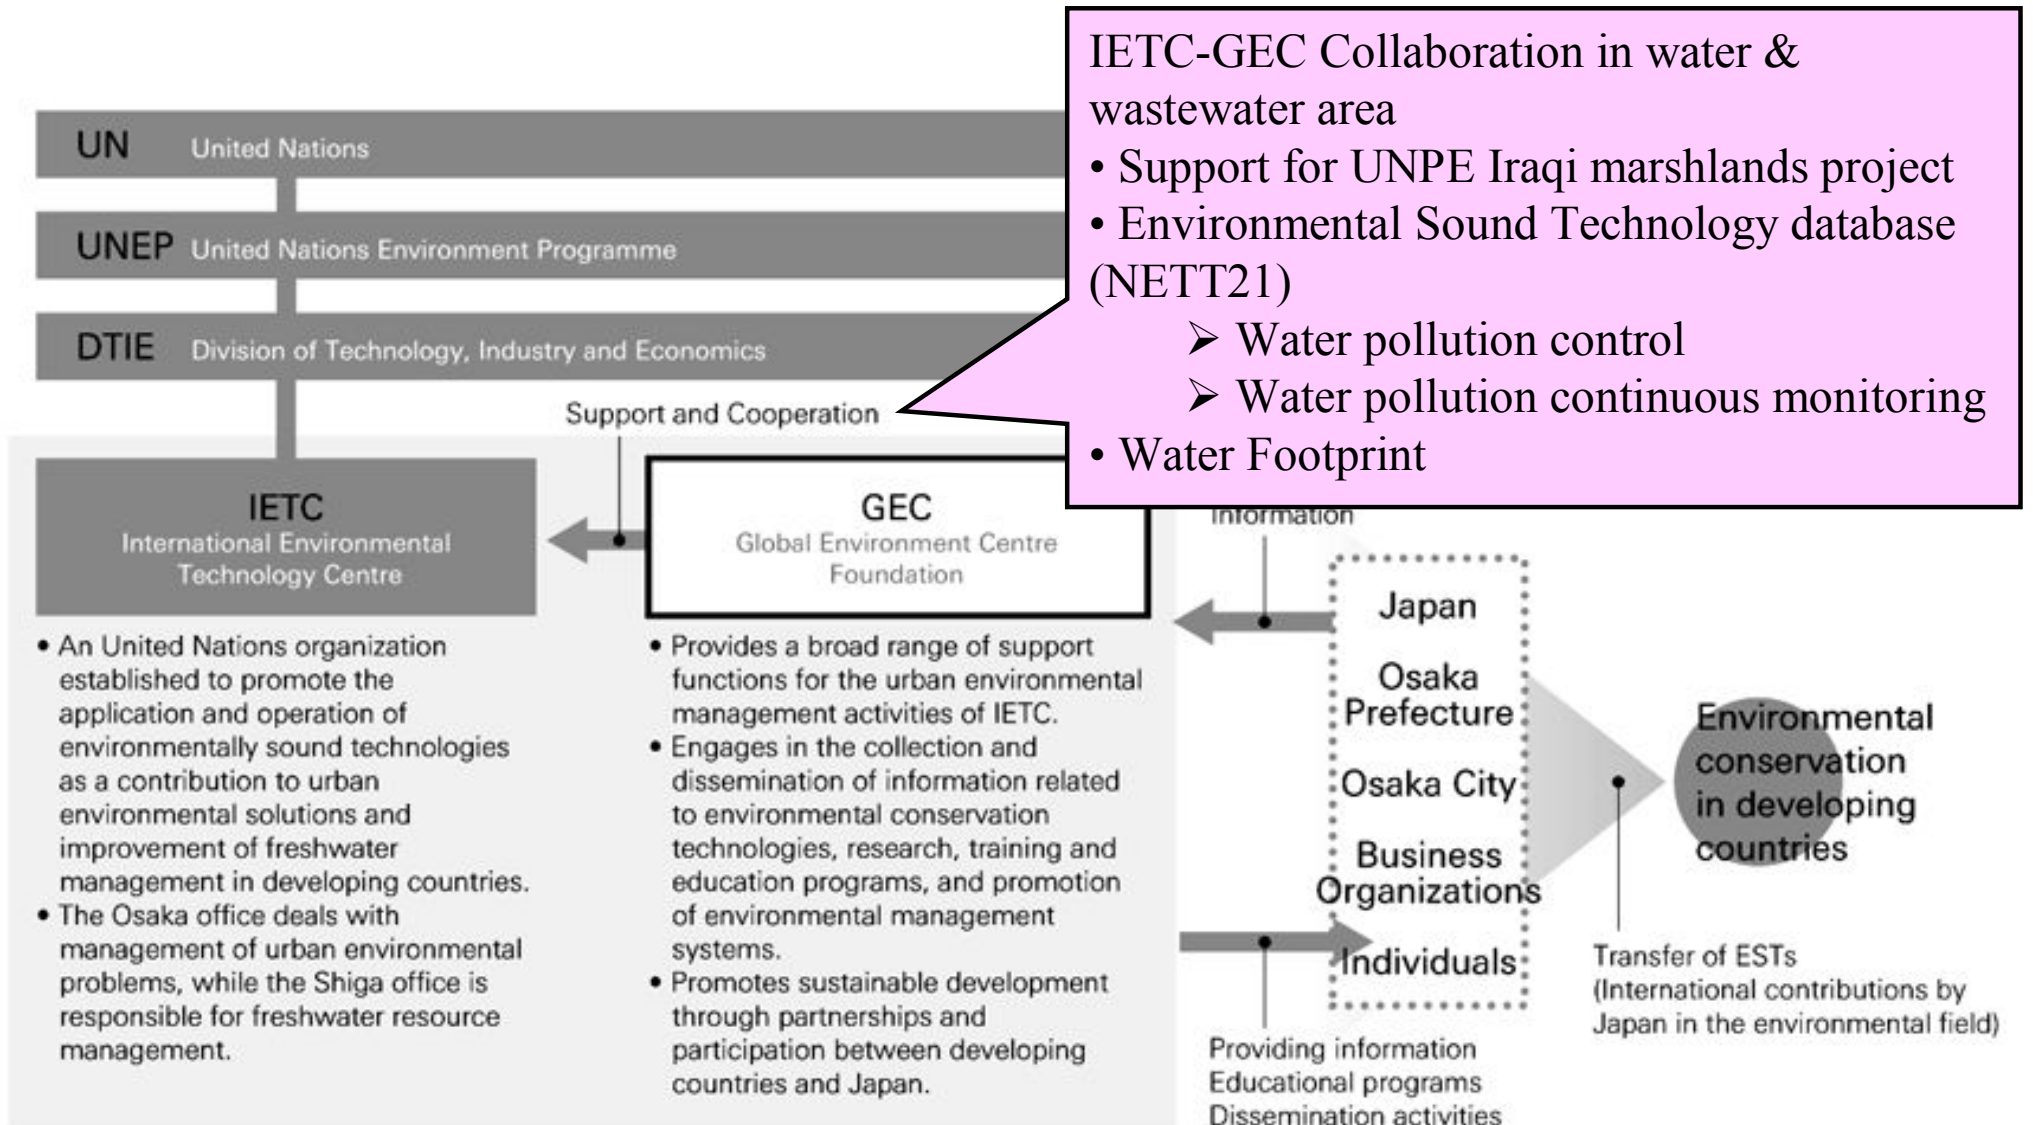 IETC-GEC Collaboration in water &
wastewater area
• Support for UNPE Iraqi marshlands project
• Environmental Sound Technology database
(NETT21)
➢ Water pollution control
➢ Water pollution continuous monitoring
• Water Footprint
UN United Nations
UNEP United Nations Environment Programme
DTIE Division of Technology, Industry and Economics
Support and Cooperation
IETC
International Environmental
Technology Centre
• An United Nations organization
established to promote the
application and operation of
environmentally sound technologies
as a contribution to urban
environmental solutions and
improvement of freshwater
management in developing countries.
• The Osaka office deals with
management of urban environmental
problems, while the Shiga office is
responsible for freshwater resource
management.
GEC
Global Environment Centre
Foundation
• Provides a broad range of support
functions for the urban environmental
management activities of IETC.
• Engages in the collection and
dissemination of information related
to environmental conservation
technologies, research, training and
education programs, and promotion
of environmental management
systems.
• Promotes sustainable development
through partnerships and
participation between developing
countries and Japan.
Information
Japan
Osaka
Prefecture
Osaka City
Business
Organizations
Individuals
Providing information
Educational programs
Dissemination activities
Environmental
conservation
in developing
countries
Transfer of ESTs
(International contributions by
Japan in the environmental field)